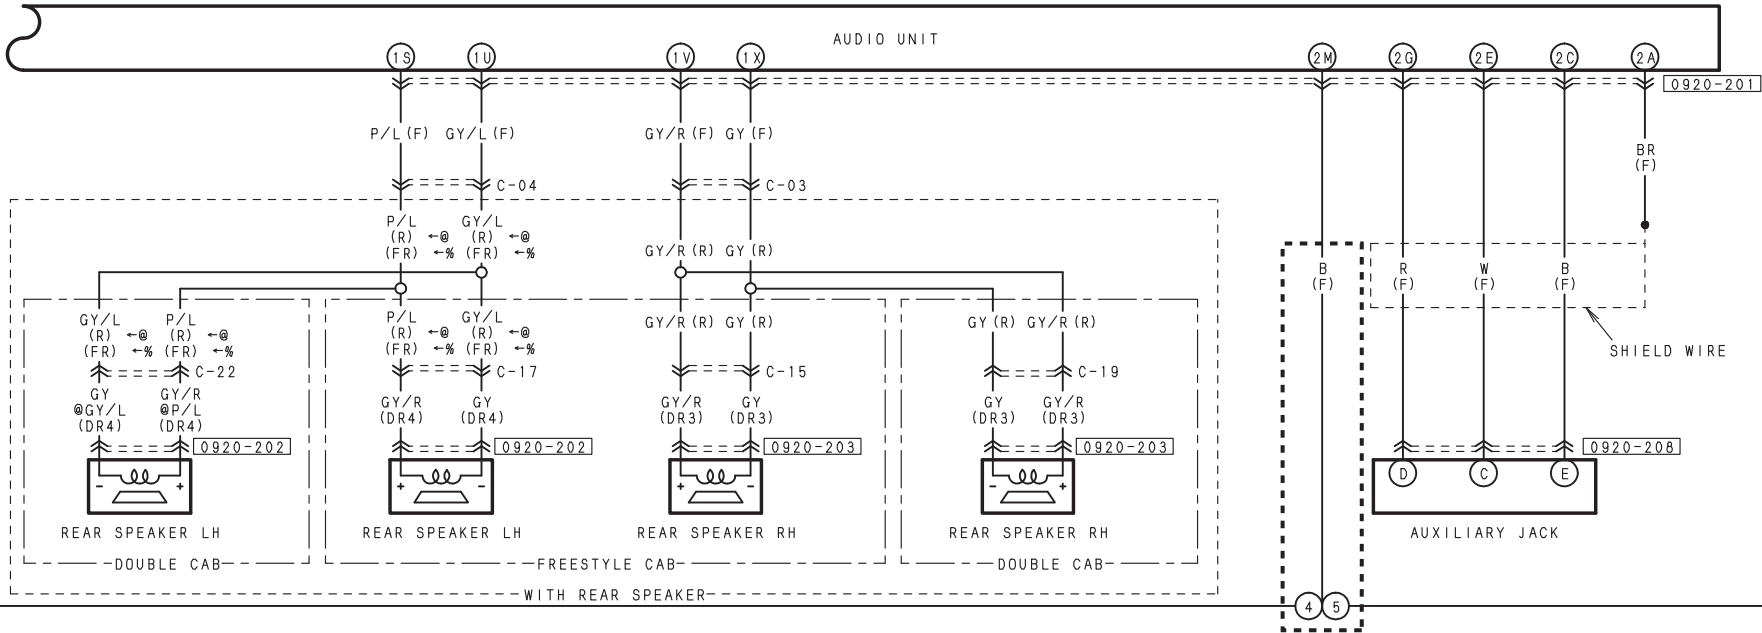 AUDIO UNIT
1S 1U 1V 1X 2M 2G 2E 2C 2A
0920-201
P/L (F) GY/L (F) GY/R (F) GY (F)
BR
(F)
C-04 C-03
P/L GY/L
(R) ←@ (R) ←@
(FR) ←% (FR) ←%
GY/R (R) GY (R)
B R W B
(F) (F) (F) (F)
GY/L P/L P/L GY/L
(R) ←@ (R) ←@ (R) ←@ (R) ←@
(FR) ←% (FR) ←% (FR) ←% (FR) ←%
GY/R (R) GY (R) GY (R) GY/R (R)
SHIELD WIRE
C-22 C-17 C-15 C-19
GY GY/R GY/R GY GY/R GY GY GY/R
@GY/L @P/L
(DR4) (DR4) (DR4) (DR4) (DR3) (DR3) (DR3) (DR3)
0920-202 0920-202 0920-203 0920-203 0920-208
- + + - + - - +
D C E
REAR SPEAKER LH REAR SPEAKER LH REAR SPEAKER RH REAR SPEAKER RH AUXILIARY JACK
DOUBLE CAB FREESTYLE CAB DOUBLE CAB
WITH REAR SPEAKER
4 5